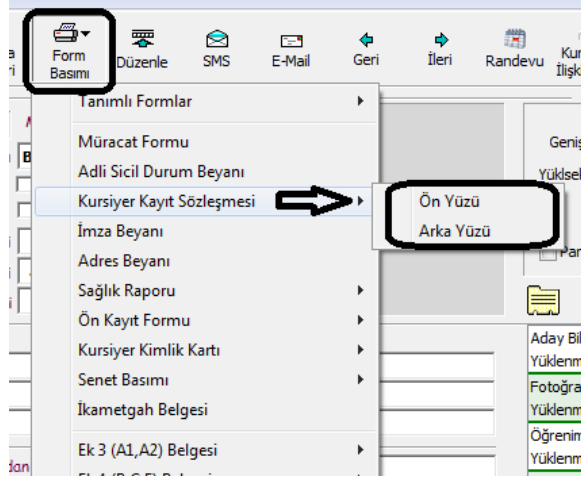 Form
Basımı
Düzenle
SMS
E-Mail
Geri
İleri
Randevu
Tanımlı Formlar
Müracat Formu
Adli Sicil Durum Beyanı
Kursiyer Kayıt Sözleşmesi
Ön Yüzü
Arka Yüzü
İmza Beyanı
Adres Beyanı
Sağlık Raporu
Ön Kayıt Formu
Kursiyer Kimlik Kartı
Senet Basımı
İkametgah Belgesi
Ek 3 (A1,A2) Belgesi
Aday Bil
Yüklenm
Fotoğra
Yüklenm
Öğrenim
Yüklenm